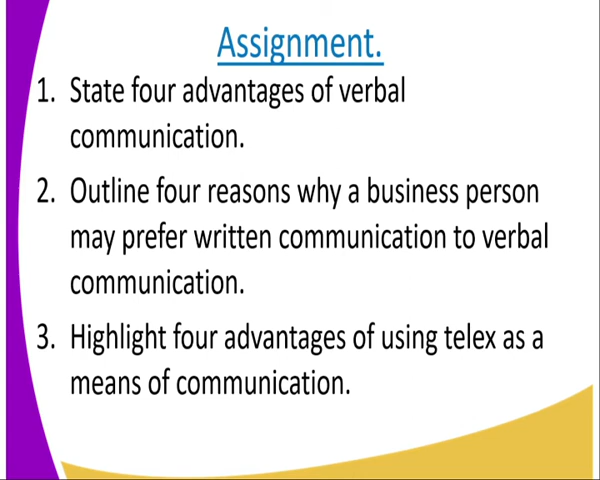 Assignment.
1. State four advantages of verbal
communication.
2. Outline four reasons why a business person
may prefer written communication to verbal
communication.
3. Highlight four advantages of using telex as a
means of communication.